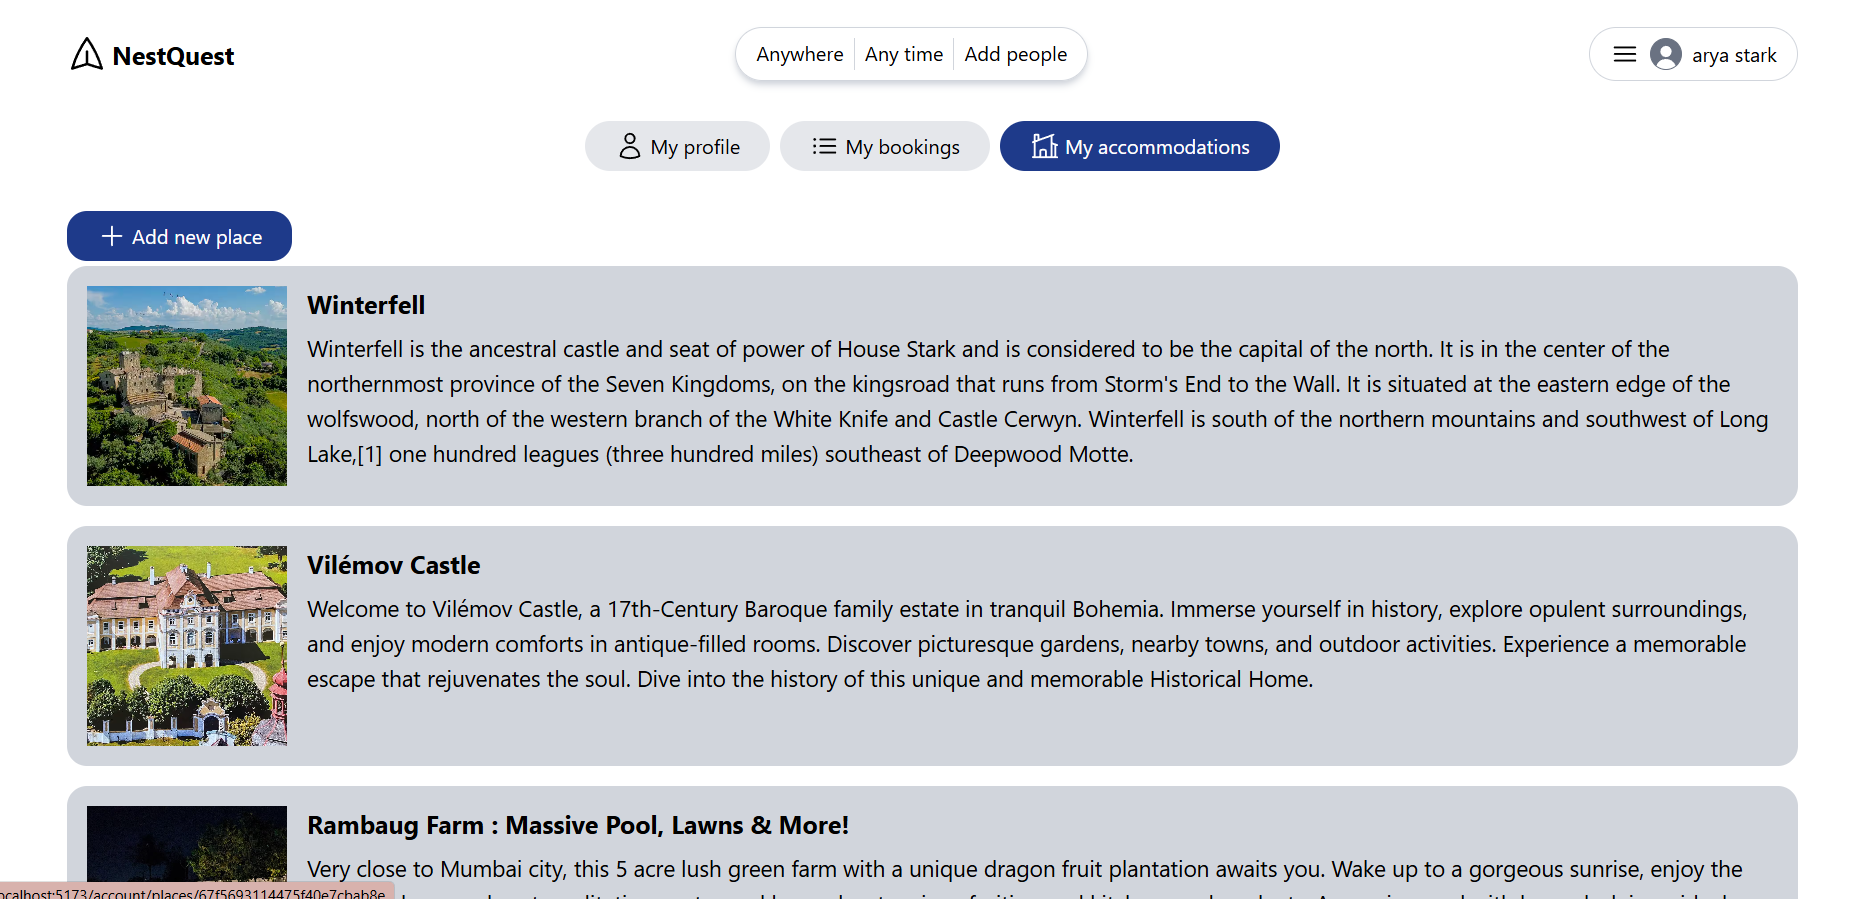 NestQuest
Anywhere Any time Add people
arya stark
My profile My bookings My accommodations
Add new place
Winterfell
Winterfell is the ancestral castle and seat of power of House Stark and is considered to be the capital of the north. It is in the center of the
northernmost province of the Seven Kingdoms, on the kingsroad that runs from Storm's End to the Wall. It is situated at the eastern edge of the
wolfswood, north of the western branch of the White Knife and Castle Cerwyn. Winterfell is south of the northern mountains and southwest of Long
Lake,[1] one hundred leagues (three hundred miles) southeast of Deepwood Motte.
Vilémov Castle
Welcome to Vilémov Castle, a 17th-Century Baroque family estate in tranquil Bohemia. Immerse yourself in history, explore opulent surroundings,
and enjoy modern comforts in antique-filled rooms. Discover picturesque gardens, nearby towns, and outdoor activities. Experience a memorable
escape that rejuvenates the soul. Dive into the history of this unique and memorable Historical Home.
Rambaug Farm : Massive Pool, Lawns & More!
Very close to Mumbai city, this 5 acre lush green farm with a unique dragon fruit plantation awaits you. Wake up to a gorgeous sunrise, enjoy the
ocalhost:5173/account/places/67f5693114475f40e7cbab8e